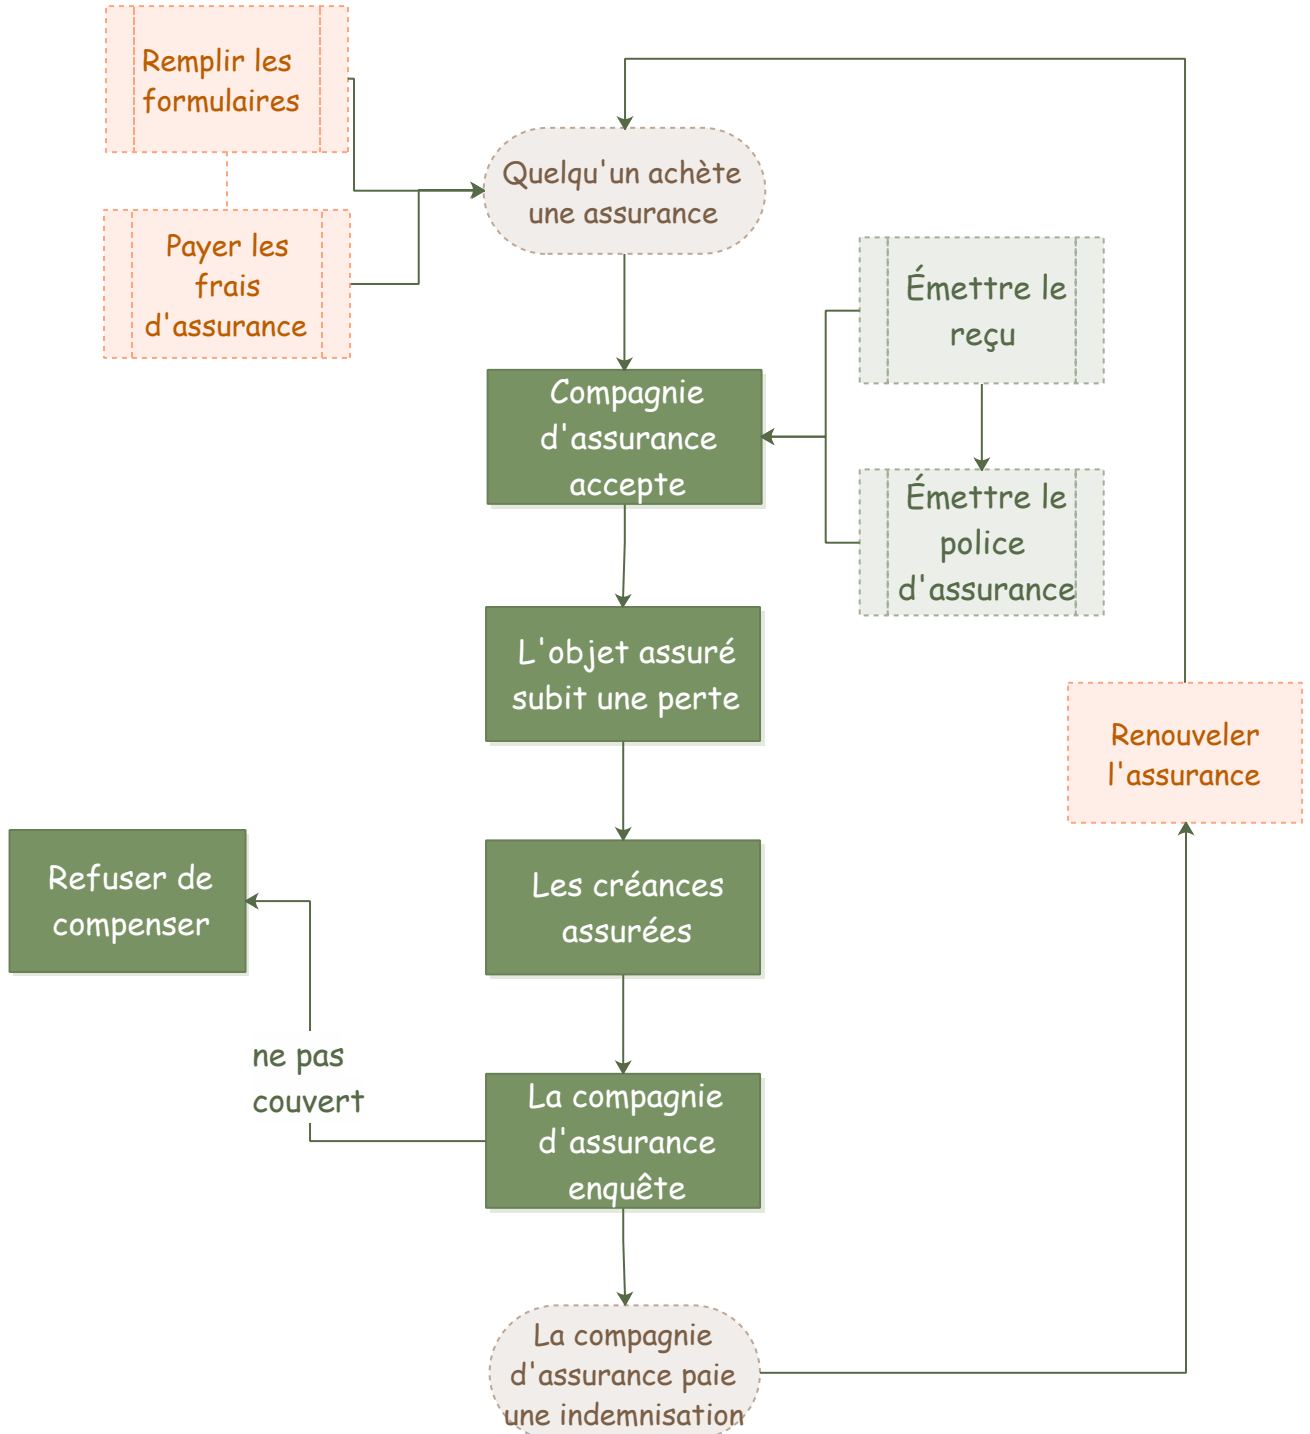 Remplir les
formulaires
Payer les
frais
d'assurance
Quelqu'un achète
une assurance
Émettre le
reçu
Compagnie
d'assurance
accepte
Émettre le
police
d'assurance
L'objet assuré
subit une perte
Renouveler
l'assurance
Refuser de
compenser
Les créances
assurées
ne pas
couvert
La compagnie
d'assurance
enquête
La compagnie
d'assurance paie
une indemnisation